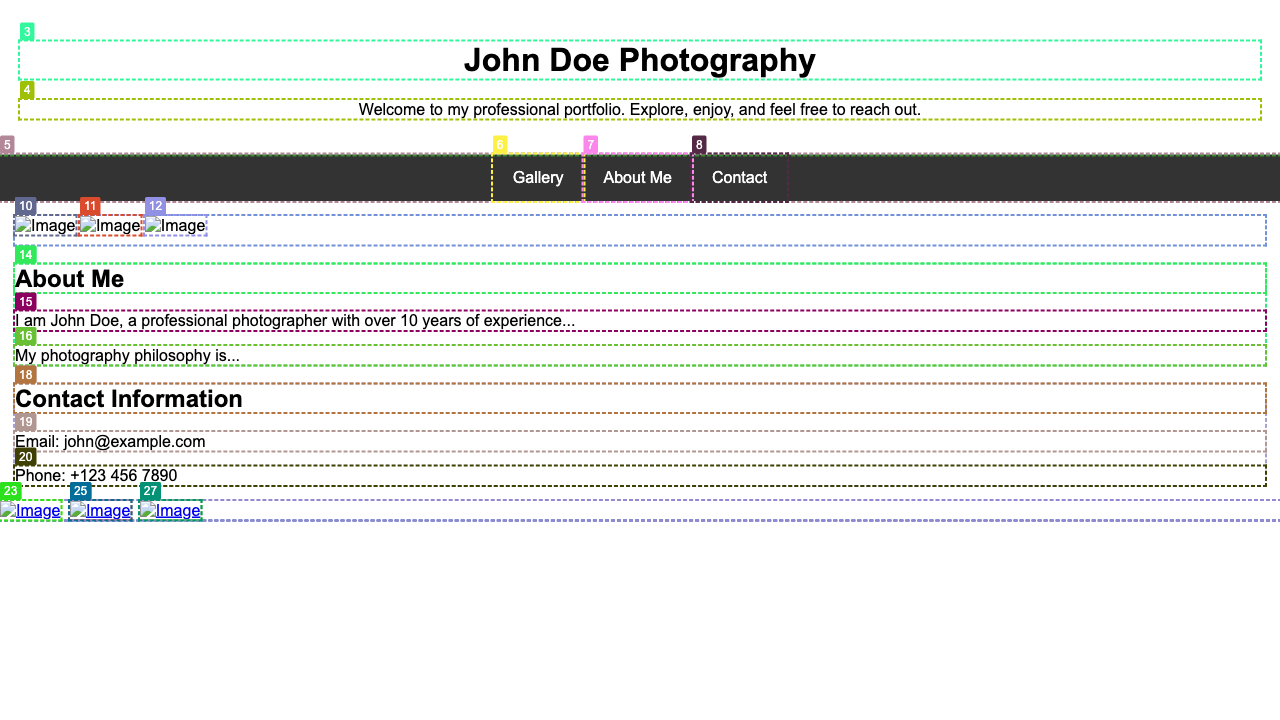 3
John Doe Photography
4
Welcome to my professional portfolio. Explore, enjoy, and feel free to reach out.
5 6 7 8
Gallery About Me Contact
10 11 12
Image Image Image
14
About Me
15
I am John Doe, a professional photographer with over 10 years of experience...
16
My photography philosophy is...
18
Contact Information
19
Email: john@example.com
20
Phone: +123 456 7890
23 25 27
Image Image Image